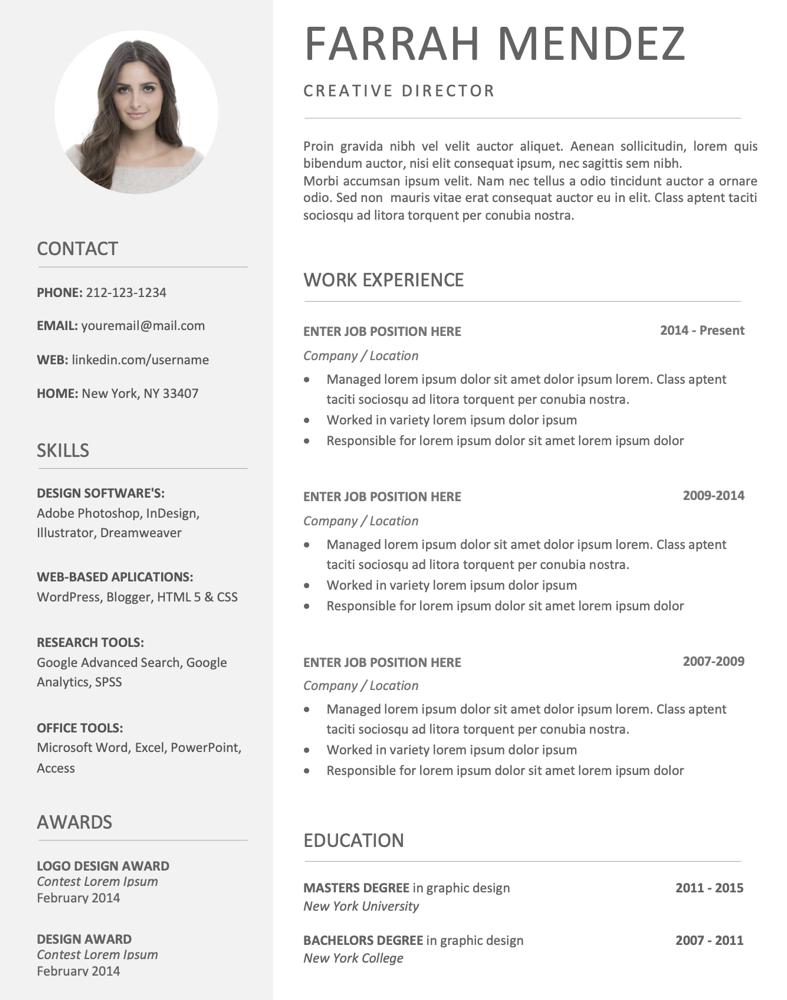 FARRAH MENDEZ
CREATIVE DIRECTOR
Proin gravida nibh vel velit auctor aliquet. Aenean sollicitudin, lorem quis
bibendum auctor, nisi elit consequat ipsum, nec sagittis sem nibh.
Morbi accumsan ipsum velit. Nam nec tellus a odio tincidunt auctor a ornare
odio. Sed non mauris vitae erat consequat auctor eu in elit. Class aptent taciti
sociosqu ad litora torquent per conubia nostra.
CONTACT
PHONE: 212-123-1234
EMAIL: youremail@mail.com
WEB: linkedin.com/username
HOME: New York, NY 33407
SKILLS
DESIGN SOFTWARE'S:
Adobe Photoshop, InDesign,
Illustrator, Dreamweaver
WEB-BASED APLICATIONS:
WordPress, Blogger, HTML 5 & CSS
RESEARCH TOOLS:
Google Advanced Search, Google
Analytics, SPSS
OFFICE TOOLS:
Microsoft Word, Excel, PowerPoint,
Access
AWARDS
LOGO DESIGN AWARD
Contest Lorem Ipsum
February 2014
DESIGN AWARD
Contest Lorem Ipsum
February 2014
WORK EXPERIENCE
ENTER JOB POSITION HERE 2014 - Present
Company / Location
• Managed lorem ipsum dolor sit amet dolor ipsum lorem. Class aptent
taciti sociosqu ad litora torquent per conubia nostra.
• Worked in variety lorem ipsum dolor ipsum
• Responsible for lorem ipsum dolor sit amet lorem ipsum dolor
ENTER JOB POSITION HERE 2009-2014
Company / Location
• Managed lorem ipsum dolor sit amet dolor ipsum lorem. Class aptent
taciti sociosqu ad litora torquent per conubia nostra.
• Worked in variety lorem ipsum dolor ipsum
• Responsible for lorem ipsum dolor sit amet lorem ipsum dolor
ENTER JOB POSITION HERE 2007-2009
Company / Location
• Managed lorem ipsum dolor sit amet dolor ipsum lorem. Class aptent
taciti sociosqu ad litora torquent per conubia nostra.
• Worked in variety lorem ipsum dolor ipsum
• Responsible for lorem ipsum dolor sit amet lorem ipsum dolor
EDUCATION
MASTERS DEGREE in graphic design 2011 - 2015
New York University
BACHELORS DEGREE in graphic design 2007 - 2011
New York College